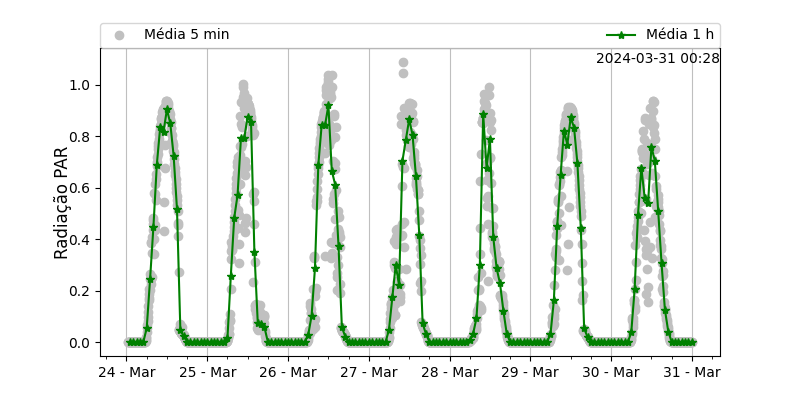 Média 5 min
Média 1 h
2024-03-31 00:28
Radiação PAR
1.0
0.8
0.6
0.4
0.2
0.0
24 - Mar
25 - Mar
26 - Mar
27 - Mar
28 - Mar
29 - Mar
30 - Mar
31 - Mar